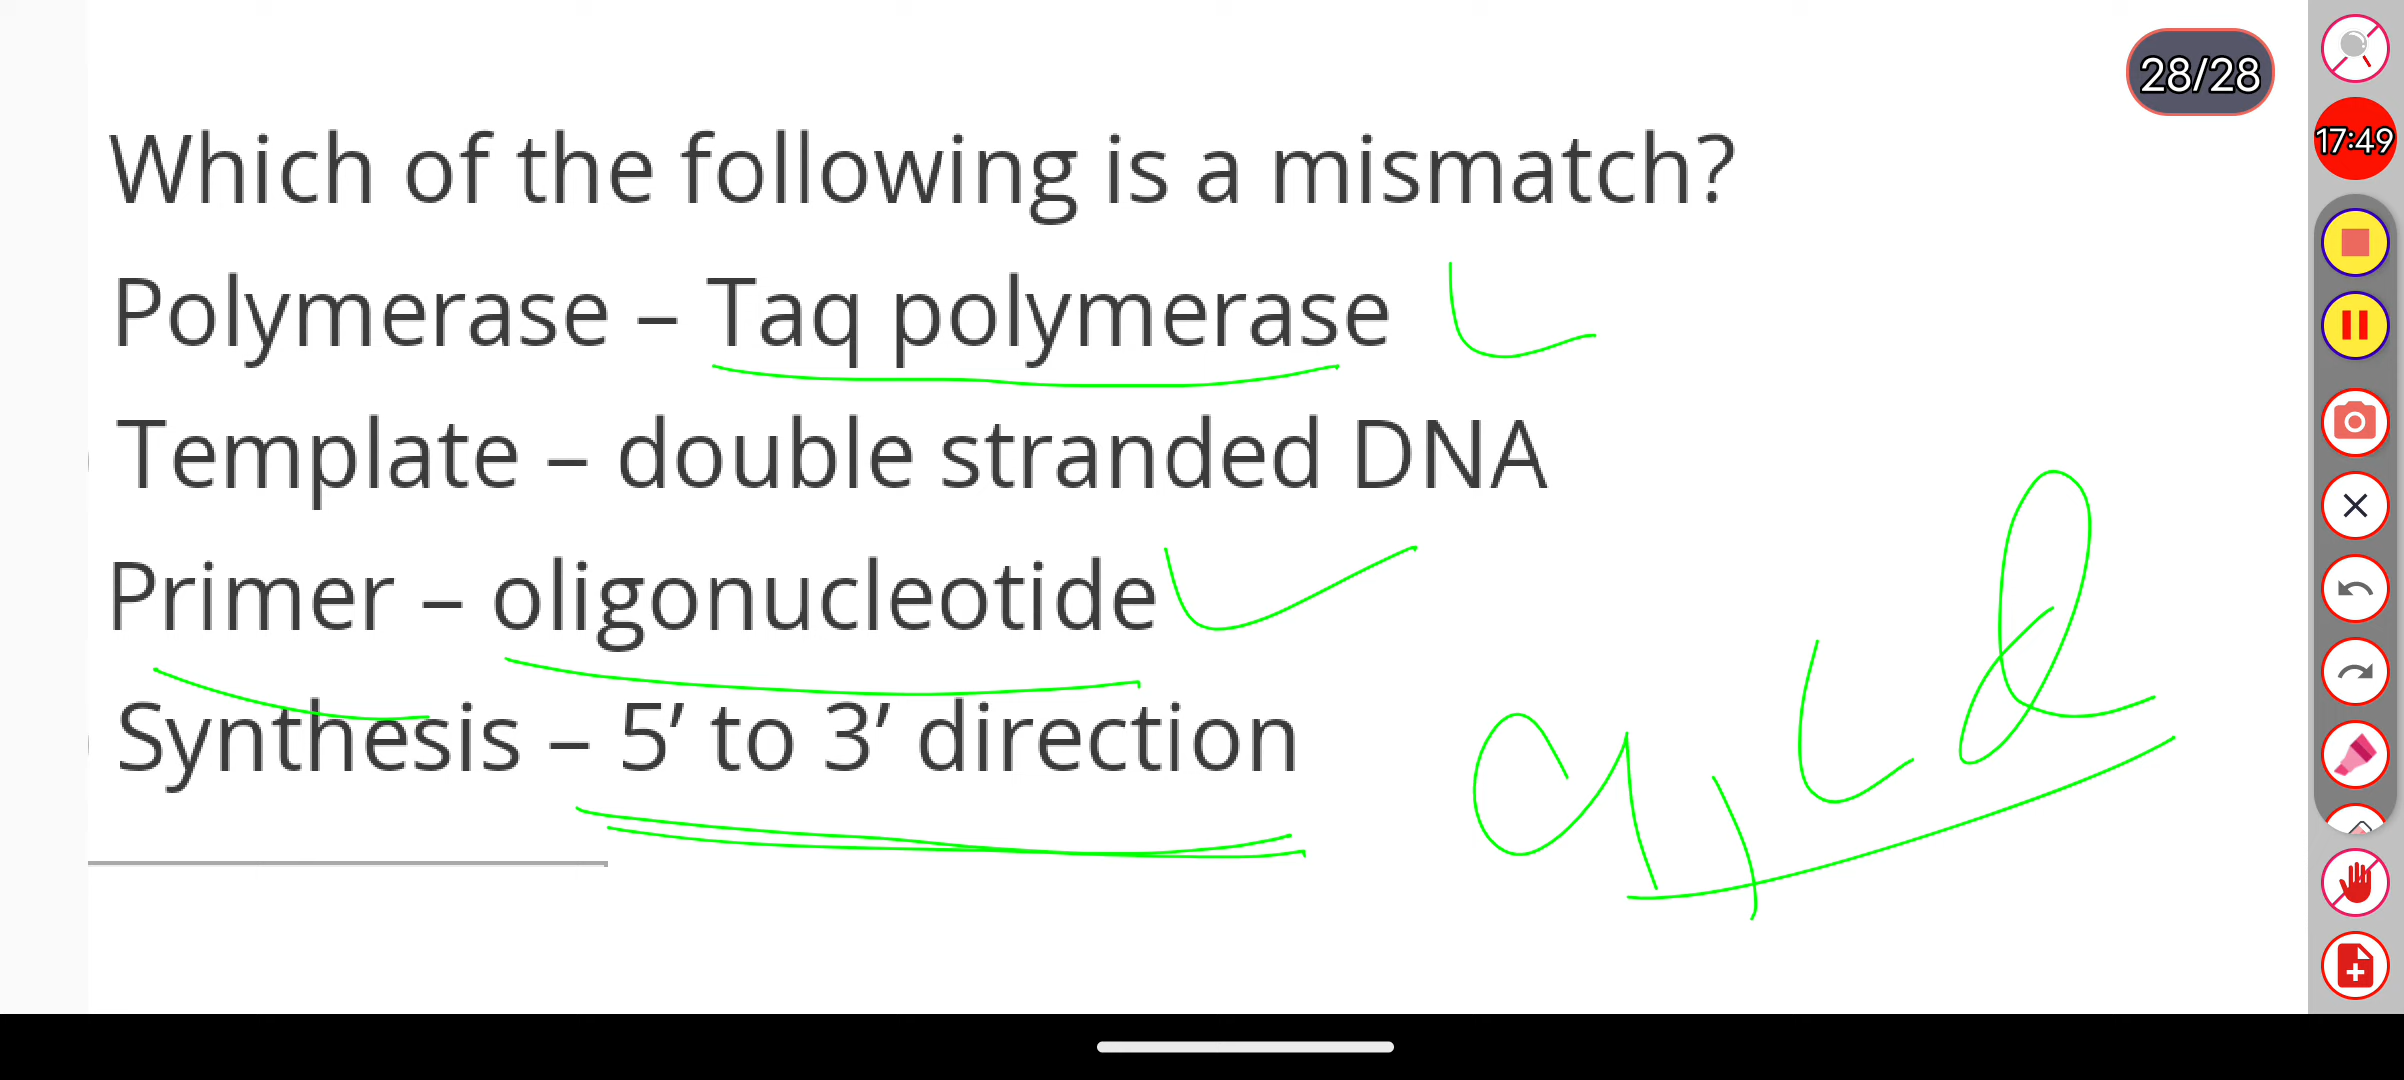 28/28
17:49
Which of the following is a mismatch?
Polymerase – Taq polymerase
Template – double stranded DNA
Primer – oligonucleotide
Synthesis – 5′ to 3′ direction